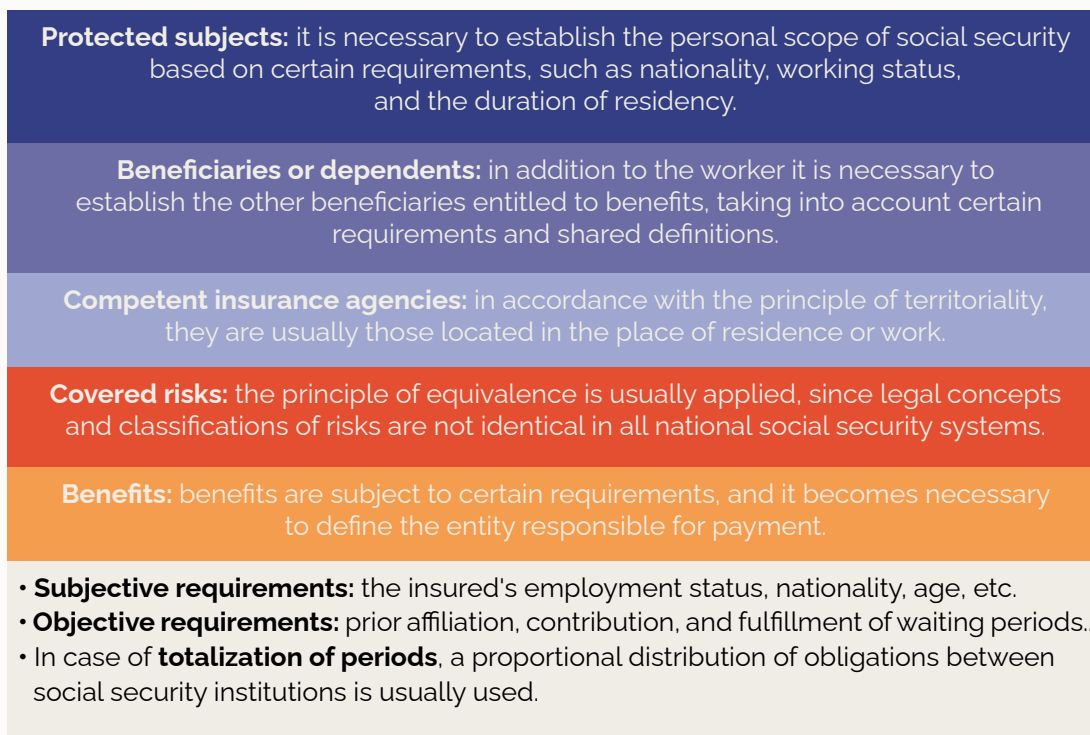 Protected subjects: it is necessary to establish the personal scope of social security
based on certain requirements, such as nationality, working status,
and the duration of residency.
Beneficiaries or dependents: in addition to the worker it is necessary to
establish the other beneficiaries entitled to benefits, taking into account certain
requirements and shared definitions.
Competent insurance agencies: in accordance with the principle of territoriality,
they are usually those located in the place of residence or work.
Covered risks: the principle of equivalence is usually applied, since legal concepts
and classifications of risks are not identical in all national social security systems.
Benefits: benefits are subject to certain requirements, and it becomes necessary
to define the entity responsible for payment.
• Subjective requirements: the insured's employment status, nationality, age, etc.
• Objective requirements: prior affiliation, contribution, and fulfillment of waiting periods..
• In case of totalization of periods, a proportional distribution of obligations between
social security institutions is usually used.